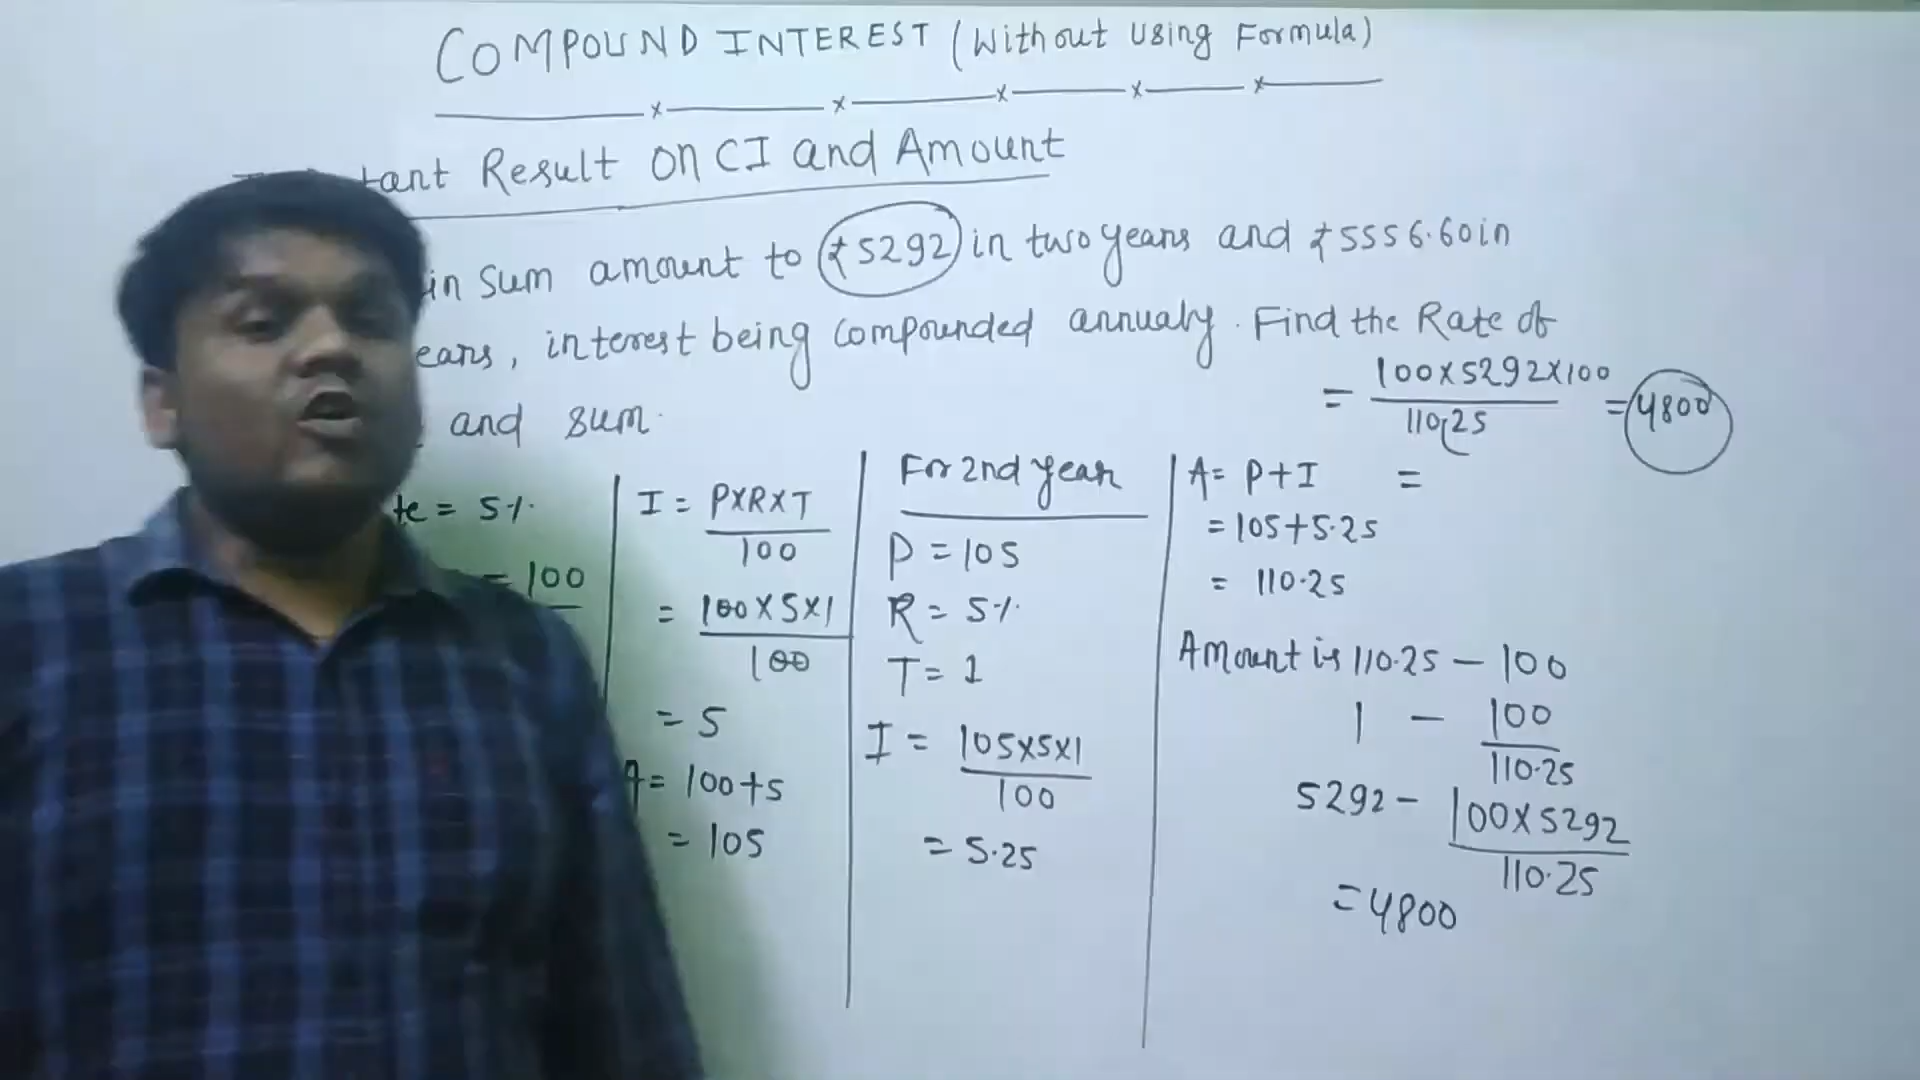 COMPOUND INTEREST (Without Using Formula)
tant Result on CI and Amount
in sum amount to ₹5292 in two years and ₹5556.60 in
ears, interest being compounded annualy. Find the Rate of
and sum.
= 100×5292×100 / 110.25 = 4800
te = 5%
= 100
I = P×R×T / 100
= 100×5×1 / 100
= 5
A = 100+5
= 105
For 2nd year
P = 105
R = 5%
T = 1
I = 105×5×1 / 100
= 5.25
A = P+I =
= 105+5.25
= 110.25
Amount is 110.25 — 100
1 — 100 / 110.25
5292 — 100×5292 / 110.25
= 4800